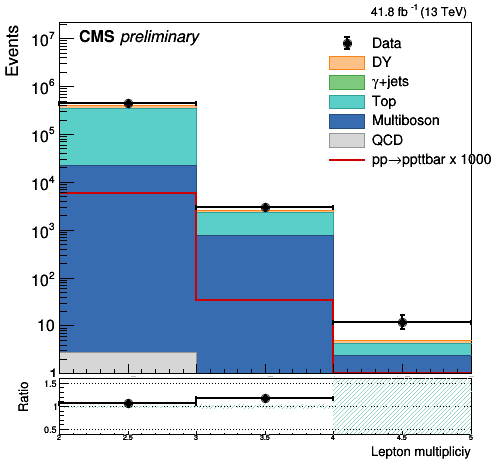 41.8 fb⁻¹ (13 TeV)
CMS preliminary
Events
10⁷
10⁶
10⁵
10⁴
10³
10²
10
1
Data
DY
γ+jets
Top
Multiboson
QCD
pp→ppttbar x 1000
Ratio
1.5
1
0.5
2 2.5 3 3.5 4 4.5 5
Lepton multipliciy